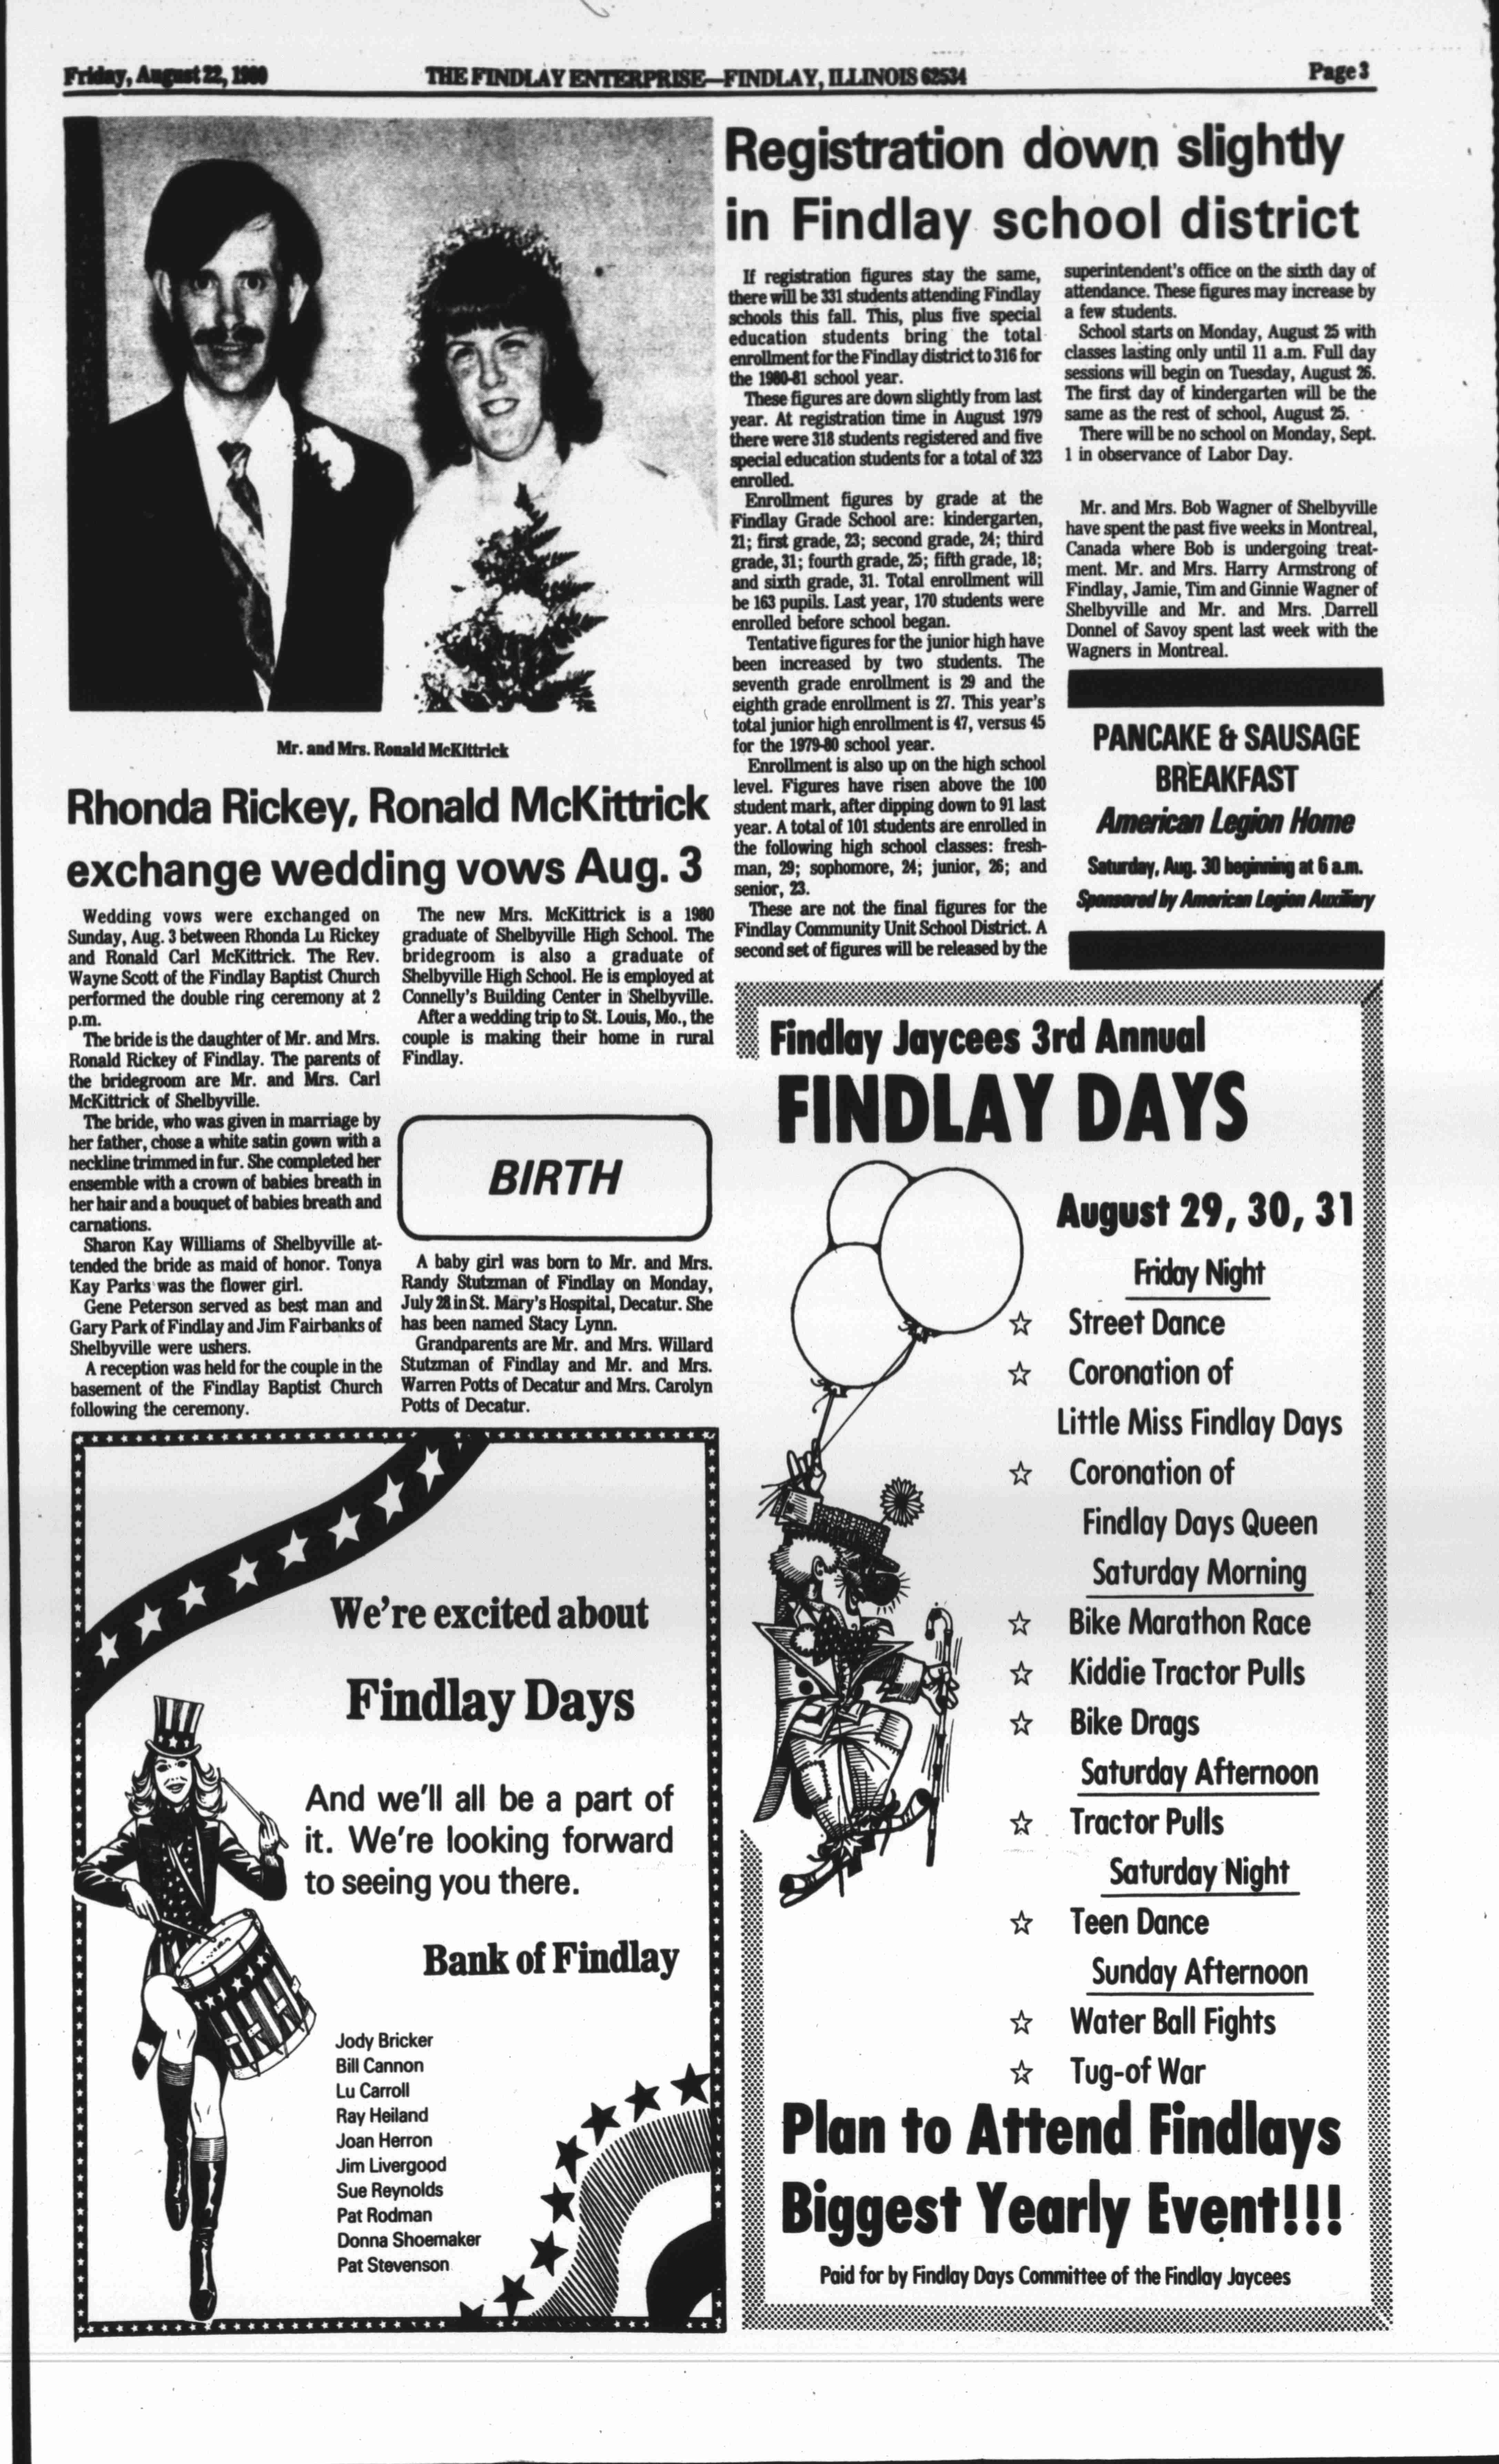 Friday, August 22, 1980
THE FINDLAY ENTERPRISE—FINDLAY, ILLINOIS 62534
Page 3
Mr. and Mrs. Ronald McKittrick
Rhonda Rickey, Ronald McKittrick
exchange wedding vows Aug. 3
Wedding vows were exchanged on
Sunday, Aug. 3 between Rhonda Lu Rickey
and Ronald Carl McKittrick. The Rev.
Wayne Scott of the Findlay Baptist Church
performed the double ring ceremony at 2
p.m.
The bride is the daughter of Mr. and Mrs.
Ronald Rickey of Findlay. The parents of
the bridegroom are Mr. and Mrs. Carl
McKittrick of Shelbyville.
The bride, who was given in marriage by
her father, chose a white satin gown with a
neckline trimmed in fur. She completed her
ensemble with a crown of babies breath in
her hair and a bouquet of babies breath and
carnations.
Sharon Kay Williams of Shelbyville at-
tended the bride as maid of honor. Tonya
Kay Parks was the flower girl.
Gene Peterson served as best man and
Gary Park of Findlay and Jim Fairbanks of
Shelbyville were ushers.
A reception was held for the couple in the
basement of the Findlay Baptist Church
following the ceremony.
The new Mrs. McKittrick is a 1980
graduate of Shelbyville High School. The
bridegroom is also a graduate of
Shelbyville High School. He is employed at
Connelly's Building Center in Shelbyville.
After a wedding trip to St. Louis, Mo., the
couple is making their home in rural
Findlay.
BIRTH
A baby girl was born to Mr. and Mrs.
Randy Stutzman of Findlay on Monday,
July 28 in St. Mary's Hospital, Decatur. She
has been named Stacy Lynn.
Grandparents are Mr. and Mrs. Willard
Stutzman of Findlay and Mr. and Mrs.
Warren Potts of Decatur and Mrs. Carolyn
Potts of Decatur.
Registration down slightly
in Findlay school district
If registration figures stay the same,
there will be 331 students attending Findlay
schools this fall. This, plus five special
education students bring the total
enrollment for the Findlay district to 316 for
the 1980-81 school year.
These figures are down slightly from last
year. At registration time in August 1979
there were 318 students registered and five
special education students for a total of 323
enrolled.
Enrollment figures by grade at the
Findlay Grade School are: kindergarten,
21; first grade, 23; second grade, 24; third
grade, 31; fourth grade, 25; fifth grade, 18;
and sixth grade, 31. Total enrollment will
be 163 pupils. Last year, 170 students were
enrolled before school began.
Tentative figures for the junior high have
been increased by two students. The
seventh grade enrollment is 29 and the
eighth grade enrollment is 27. This year's
total junior high enrollment is 47, versus 45
for the 1979-80 school year.
Enrollment is also up on the high school
level. Figures have risen above the 100
student mark, after dipping down to 91 last
year. A total of 101 students are enrolled in
the following high school classes: fresh-
man, 29; sophomore, 24; junior, 26; and
senior, 23.
These are not the final figures for the
Findlay Community Unit School District. A
second set of figures will be released by the
superintendent's office on the sixth day of
attendance. These figures may increase by
a few students.
School starts on Monday, August 25 with
classes lasting only until 11 a.m. Full day
sessions will begin on Tuesday, August 26.
The first day of kindergarten will be the
same as the rest of school, August 25.
There will be no school on Monday, Sept.
1 in observance of Labor Day.
Mr. and Mrs. Bob Wagner of Shelbyville
have spent the past five weeks in Montreal,
Canada where Bob is undergoing treat-
ment. Mr. and Mrs. Harry Armstrong of
Findlay, Jamie, Tim and Ginnie Wagner of
Shelbyville and Mr. and Mrs. Darrell
Donnel of Savoy spent last week with the
Wagners in Montreal.
PANCAKE & SAUSAGE
BREAKFAST
American Legion Home
Saturday, Aug. 30 beginning at 6 a.m.
Sponsored by American Legion Auxiliary
We're excited about
Findlay Days
And we'll all be a part of
it. We're looking forward
to seeing you there.
Bank of Findlay
Jody Bricker
Bill Cannon
Lu Carroll
Ray Heiland
Joan Herron
Jim Livergood
Sue Reynolds
Pat Rodman
Donna Shoemaker
Pat Stevenson
Findlay Jaycees 3rd Annual
FINDLAY DAYS
August 29, 30, 31
Friday Night
☆ Street Dance
☆ Coronation of
Little Miss Findlay Days
☆ Coronation of
Findlay Days Queen
Saturday Morning
☆ Bike Marathon Race
☆ Kiddie Tractor Pulls
☆ Bike Drags
Saturday Afternoon
☆ Tractor Pulls
Saturday Night
☆ Teen Dance
Sunday Afternoon
☆ Water Ball Fights
☆ Tug-of War
Plan to Attend Findlays
Biggest Yearly Event!!!
Paid for by Findlay Days Committee of the Findlay Jaycees